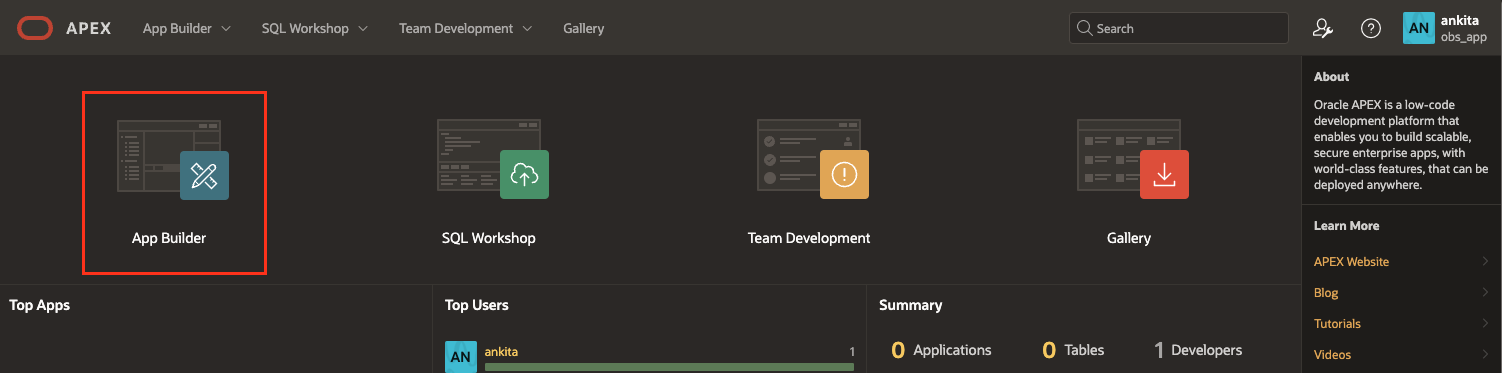 APEX App Builder SQL Workshop Team Development Gallery Search AN ankita
obs_app
App Builder SQL Workshop Team Development Gallery
About
Oracle APEX is a low-code
development platform that
enables you to build scalable,
secure enterprise apps, with
world-class features, that can be
deployed anywhere.
Learn More
APEX Website
Blog
Tutorials
Videos
Top Apps
Top Users
AN ankita 1
Summary
0 Applications 0 Tables 1 Developers